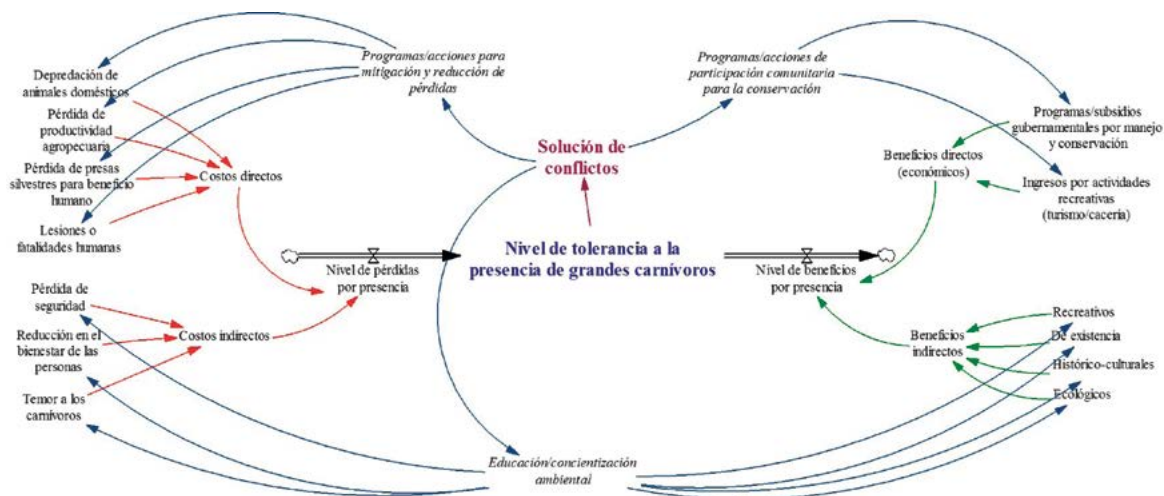 Programas/acciones para
mitigación y reducción de
pérdidas
Programas/acciones de
participación comunitaria
para la conservación
Depredación de
animales domésticos
Pérdida de
productividad
agropecuaria
Pérdida de presas
silvestres para beneficio
humano
Lesiones o
fatalidades humanas
Costos directos
Solución de
conflictos
Beneficios directos
(económicos)
Programas/subsidios
gubernamentales por manejo
y conservación
Ingresos por actividades
recreativas
(turismo/cacería)
Nivel de tolerancia a la
presencia de grandes carnívoros
Nivel de pérdidas
por presencia
Nivel de beneficios
por presencia
Pérdida de
seguridad
Reducción en el
bienestar de las
personas
Temor a los
carnívoros
Costos indirectos
Beneficios
indirectos
Recreativos
De existencia
Histórico-culturales
Ecológicos
Educación/concientización
ambiental